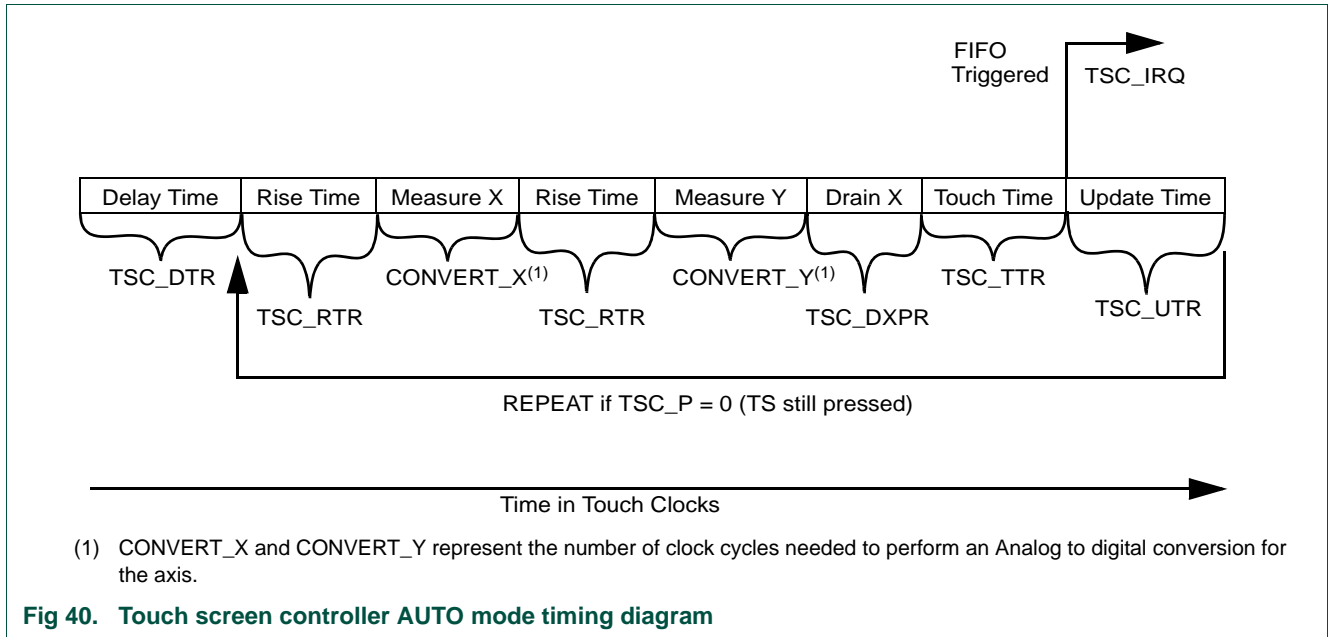 FIFO
Triggered
TSC_IRQ
Delay Time Rise Time Measure X Rise Time Measure Y Drain X Touch Time Update Time
TSC_DTR
TSC_RTR
CONVERT_X(1)
TSC_RTR
CONVERT_Y(1)
TSC_DXPR
TSC_TTR
TSC_UTR
REPEAT if TSC_P = 0 (TS still pressed)
Time in Touch Clocks
(1) CONVERT_X and CONVERT_Y represent the number of clock cycles needed to perform an Analog to digital conversion for
the axis.
Fig 40. Touch screen controller AUTO mode timing diagram